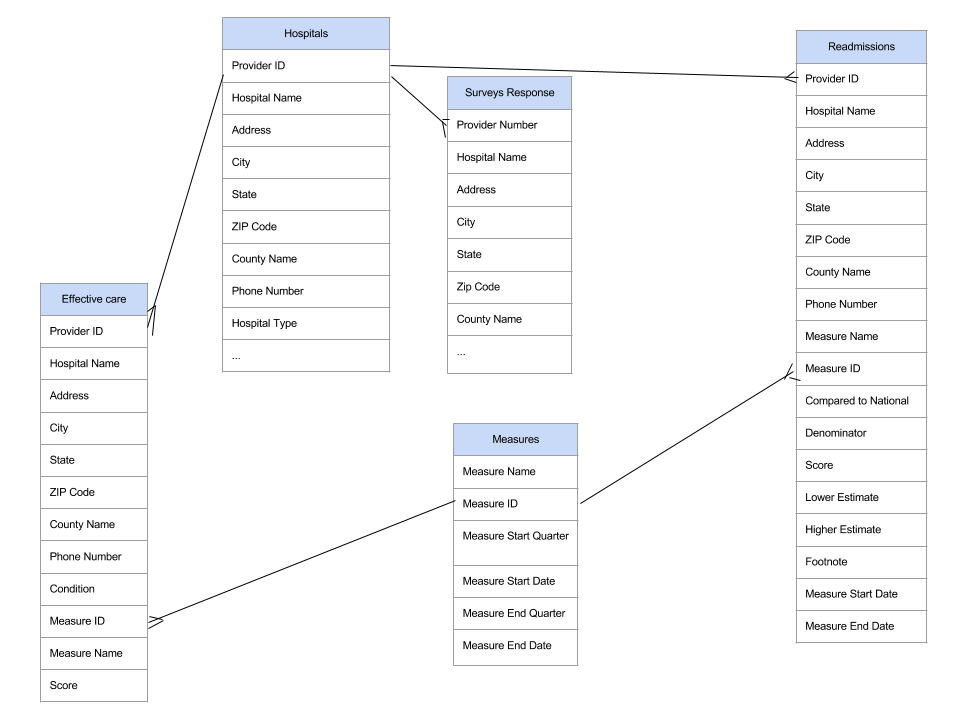 Hospitals
Provider ID
Hospital Name
Address
City
State
ZIP Code
County Name
Phone Number
Hospital Type
...
Surveys Response
Provider Number
Hospital Name
Address
City
State
Zip Code
County Name
...
Readmissions
Provider ID
Hospital Name
Address
City
State
ZIP Code
County Name
Phone Number
Measure Name
Measure ID
Compared to National
Denominator
Score
Lower Estimate
Higher Estimate
Footnote
Measure Start Date
Measure End Date
Effective care
Provider ID
Hospital Name
Address
City
State
ZIP Code
County Name
Phone Number
Condition
Measure ID
Measure Name
Score
Measures
Measure Name
Measure ID
Measure Start Quarter
Measure Start Date
Measure End Quarter
Measure End Date